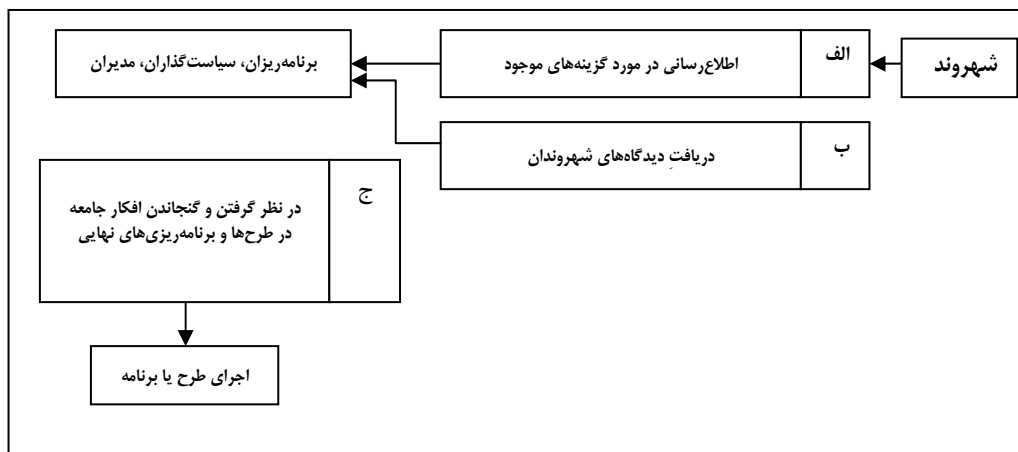 شهروند
الف
اطلاع‌رسانی در مورد گزینه‌های موجود
برنامه‌ریزان، سیاست‌گذاران، مدیران
ب
دریافتِ دیدگاه‌های شهروندان
ج
در نظر گرفتن و گنجاندن افکار جامعه
در طرح‌ها و برنامه‌ریزی‌های نهایی
اجرای طرح یا برنامه